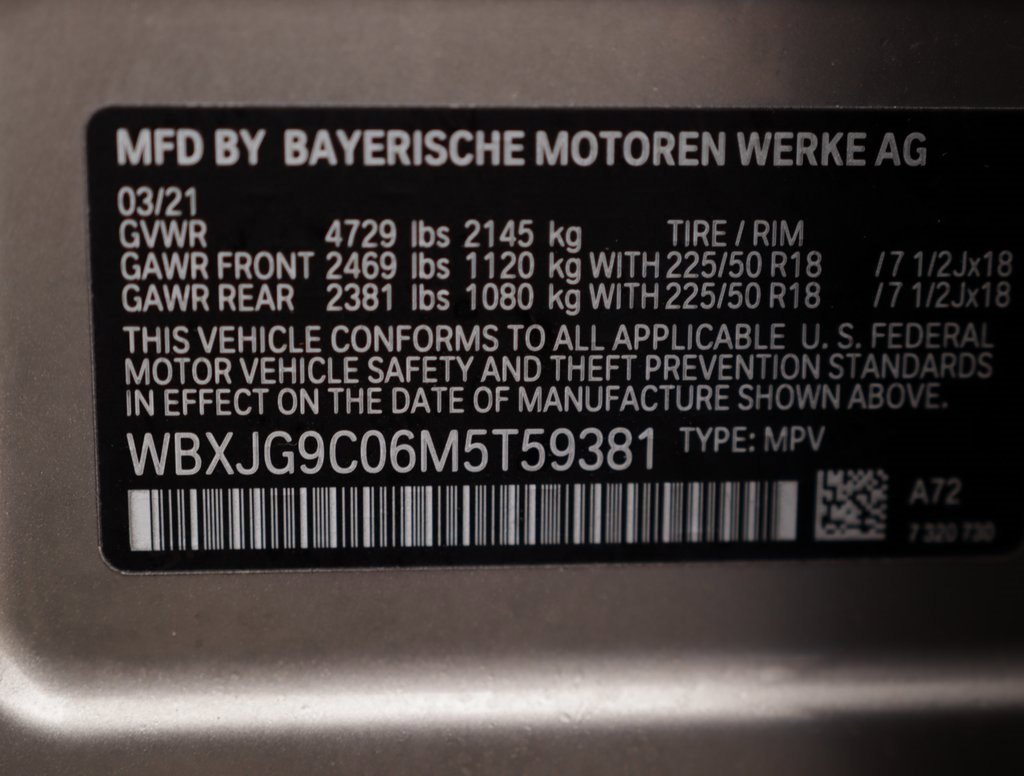 MFD BY BAYERISCHE MOTOREN WERKE AG
03/21
GVWR 4729 lbs 2145 kg TIRE / RIM
GAWR FRONT 2469 lbs 1120 kg WITH 225/50 R18 /7 1/2Jx18
GAWR REAR 2381 lbs 1080 kg WITH 225/50 R18 /7 1/2Jx18
THIS VEHICLE CONFORMS TO ALL APPLICABLE U. S. FEDERAL
MOTOR VEHICLE SAFETY AND THEFT PREVENTION STANDARDS
IN EFFECT ON THE DATE OF MANUFACTURE SHOWN ABOVE.
WBXJG9C06M5T59381 TYPE: MPV
A72
7 320 730